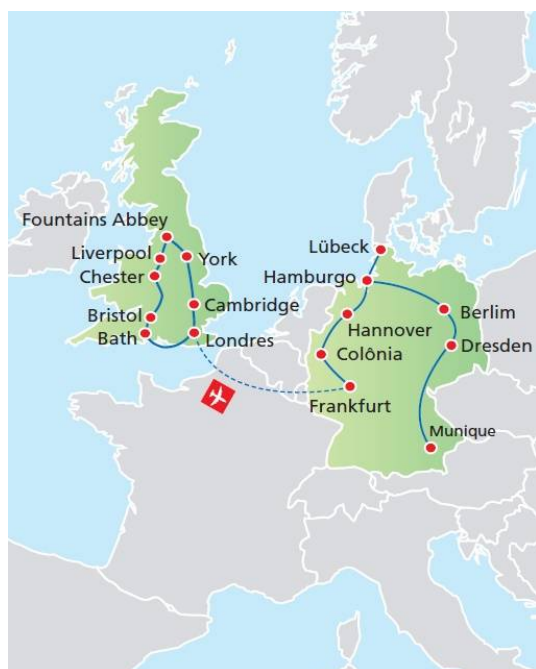 Fountains Abbey
Liverpool
York
Chester
Bristol
Cambridge
Bath
Londres
Lübeck
Hamburgo
Berlim
Hannover
Dresden
Colônia
Frankfurt
Munique